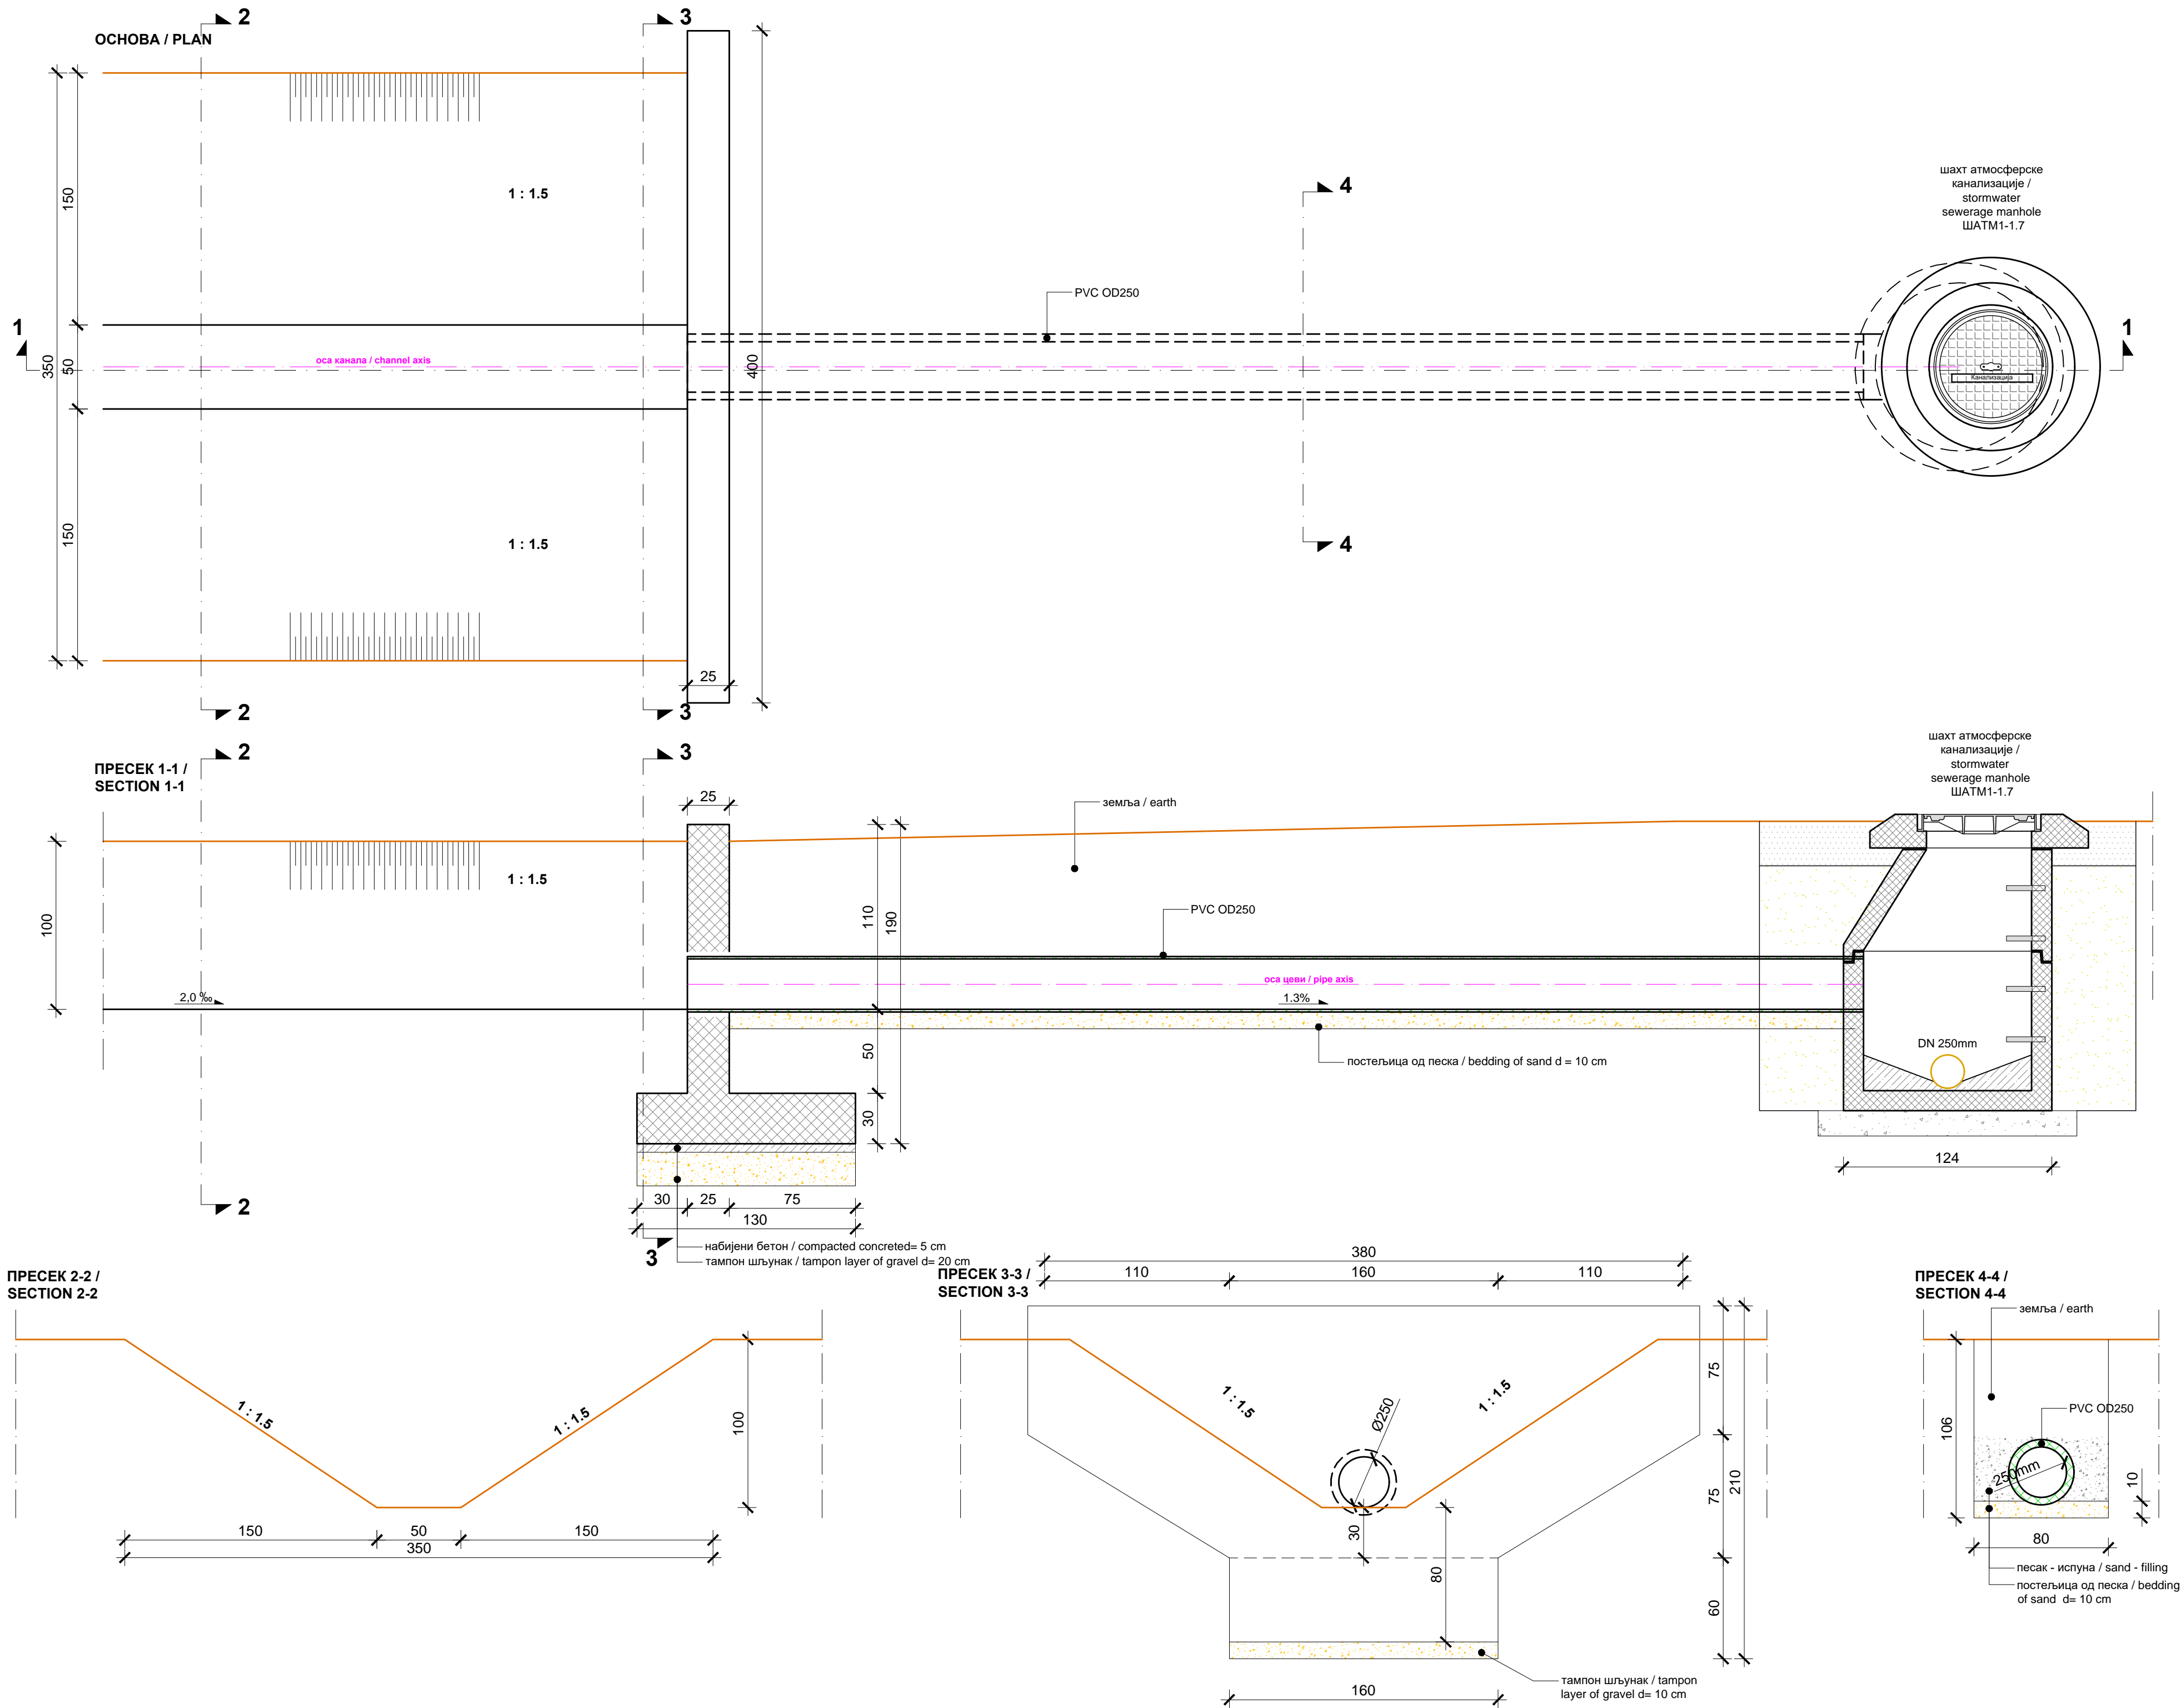 ОСНОВА / PLAN
2
3
1 : 1.5
150
350
50
150
1
оса канала / channel axis
400
PVC OD250
4
4
шахт атмосферске
канализације /
stormwater
sewerage manhole
ШАТМ1-1.7
Канализација
1
1 : 1.5
25
2
3
ПРЕСЕК 1-1 /
SECTION 1-1
2
3
25
земља / earth
1 : 1.5
100
110
190
PVC OD250
оса цеви / pipe axis
2,0 ‰
1.3%
50
постељица од песка / bedding of sand d = 10 cm
30
шахт атмосферске
канализације /
stormwater
sewerage manhole
ШАТМ1-1.7
DN 250mm
124
30
25
75
130
2
3
набијени бетон / compacted concreted= 5 cm
тампон шљунак / tampon layer of gravel d= 20 cm
ПРЕСЕК 2-2 /
SECTION 2-2
1 : 1.5
1 : 1.5
100
150
50
150
350
ПРЕСЕК 3-3 /
SECTION 3-3
380
110
160
110
1 : 1.5
Ø250
1 : 1.5
75
75
210
30
80
60
160
тампон шљунак / tampon
layer of gravel d= 10 cm
ПРЕСЕК 4-4 /
SECTION 4-4
земља / earth
PVC OD250
106
250mm
10
80
песак - испуна / sand - filling
постељица од песка / bedding
of sand d= 10 cm